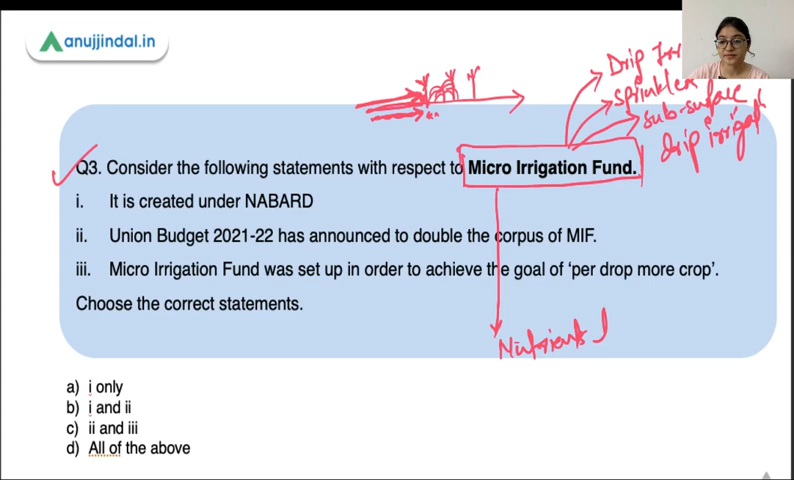 anujjindal.in
Drip
sprinkler
sub-surface
drip irrigat
Q3. Consider the following statements with respect to Micro Irrigation Fund.
i. It is created under NABARD
ii. Union Budget 2021-22 has announced to double the corpus of MIF.
iii. Micro Irrigation Fund was set up in order to achieve the goal of ‘per drop more crop’.
Choose the correct statements.
Nutrients
a) i only
b) i and ii
c) ii and iii
d) All of the above